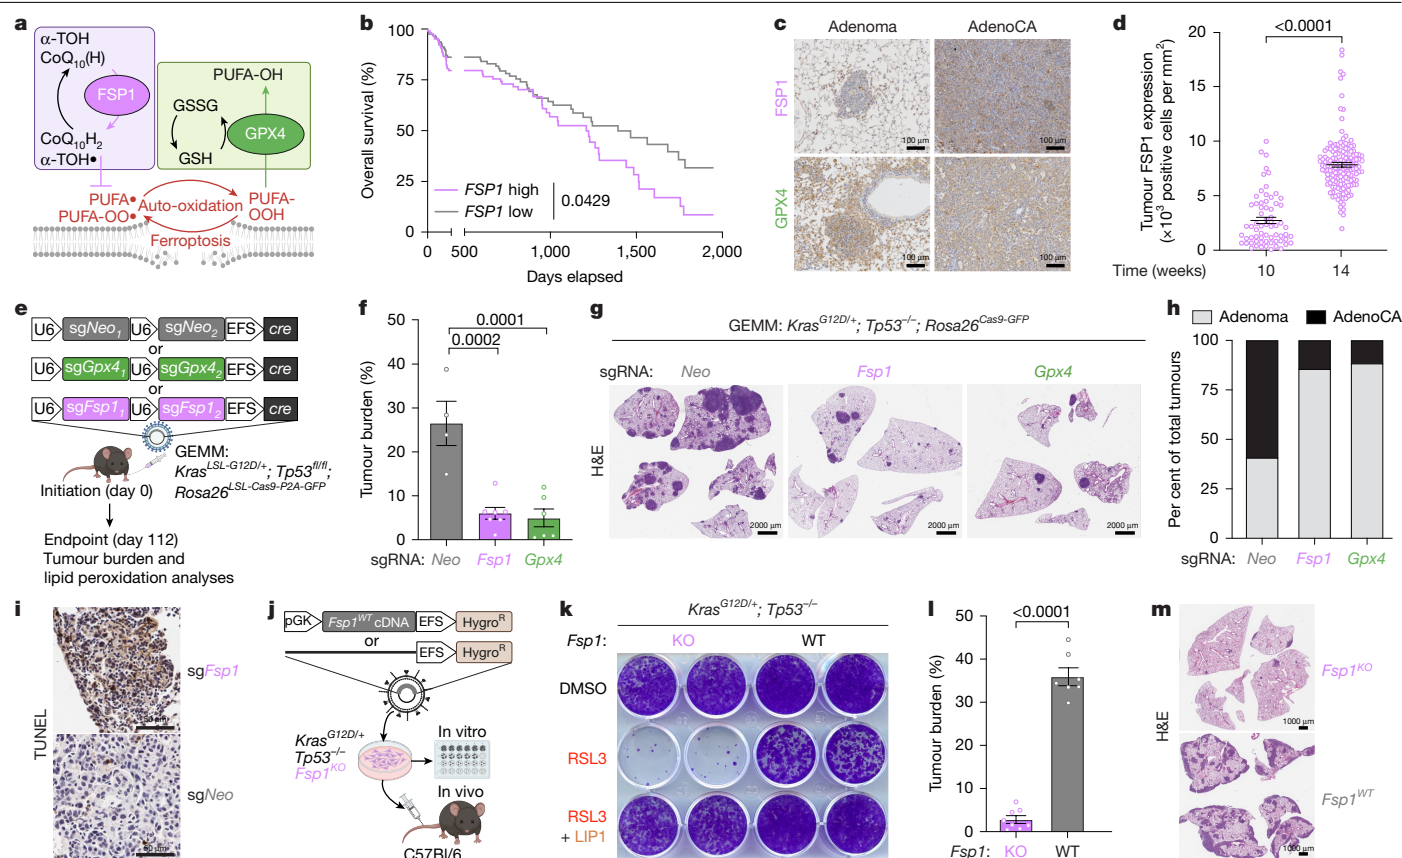 a
α-TOH
CoQ10(H)
FSP1
CoQ10H2
α-TOH•
PUFA-OH
GSSG
GPX4
GSH
PUFA•
PUFA-OO•
Auto-oxidation
PUFA-
OOH
Ferroptosis
b
Overall survival (%)
100
75
50
25
0
FSP1 high
FSP1 low
0.0429
0
500
1,000
1,500
2,000
Days elapsed
c
Adenoma
AdenoCA
FSP1
GPX4
100 µm
100 µm
100 µm
100 µm
d
<0.0001
Tumour FSP1 expression
(×10³ positive cells per mm²)
20
15
10
5
0
Time (weeks)
10
14
e
U6 sgNeo1 U6 sgNeo2 EFS cre
or
U6 sgGpx41 U6 sgGpx42 EFS cre
or
U6 sgFsp11 U6 sgFsp12 EFS cre
GEMM:
KrasLSL-G12D/+; Tp53fl/fl;
Rosa26LSL-Cas9-P2A-GFP
Initiation (day 0)
Endpoint (day 112)
Tumour burden and
lipid peroxidation analyses
f
Tumour burden (%)
50
40
30
20
10
0
0.0001
0.0002
sgRNA: Neo Fsp1 Gpx4
g
GEMM: KrasG12D/+; Tp53−/−; Rosa26Cas9-GFP
sgRNA: Neo Fsp1 Gpx4
H&E
2000 µm
2000 µm
2000 µm
h
Adenoma AdenoCA
Per cent of total tumours
100
75
50
25
0
sgRNA: Neo Fsp1 Gpx4
i
TUNEL
sgFsp1
sgNeo
50 µm
50 µm
j
pGK Fsp1WT cDNA EFS HygroR
or
EFS HygroR
KrasG12D/+
Tp53−/−
Fsp1KO
In vitro
In vivo
C57Bl/6
k
KrasG12D/+; Tp53−/−
Fsp1: KO WT
DMSO
RSL3
RSL3
+ LIP1
l
<0.0001
Tumour burden (%)
50
40
30
20
10
0
Fsp1: KO WT
m
H&E
Fsp1KO
Fsp1WT
1000 µm
1000 µm